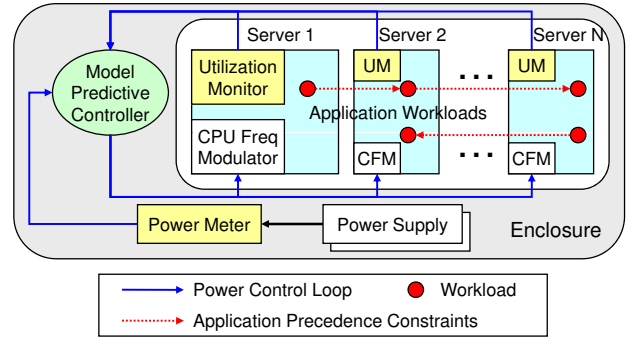 Server 1
Server 2
Server N
Model
Predictive
Controller
Utilization
Monitor
UM
UM
. . .
Application Workloads
CPU Freq
Modulator
CFM
. . .
CFM
Power Meter
Power Supply
Enclosure
Power Control Loop
Workload
Application Precedence Constraints